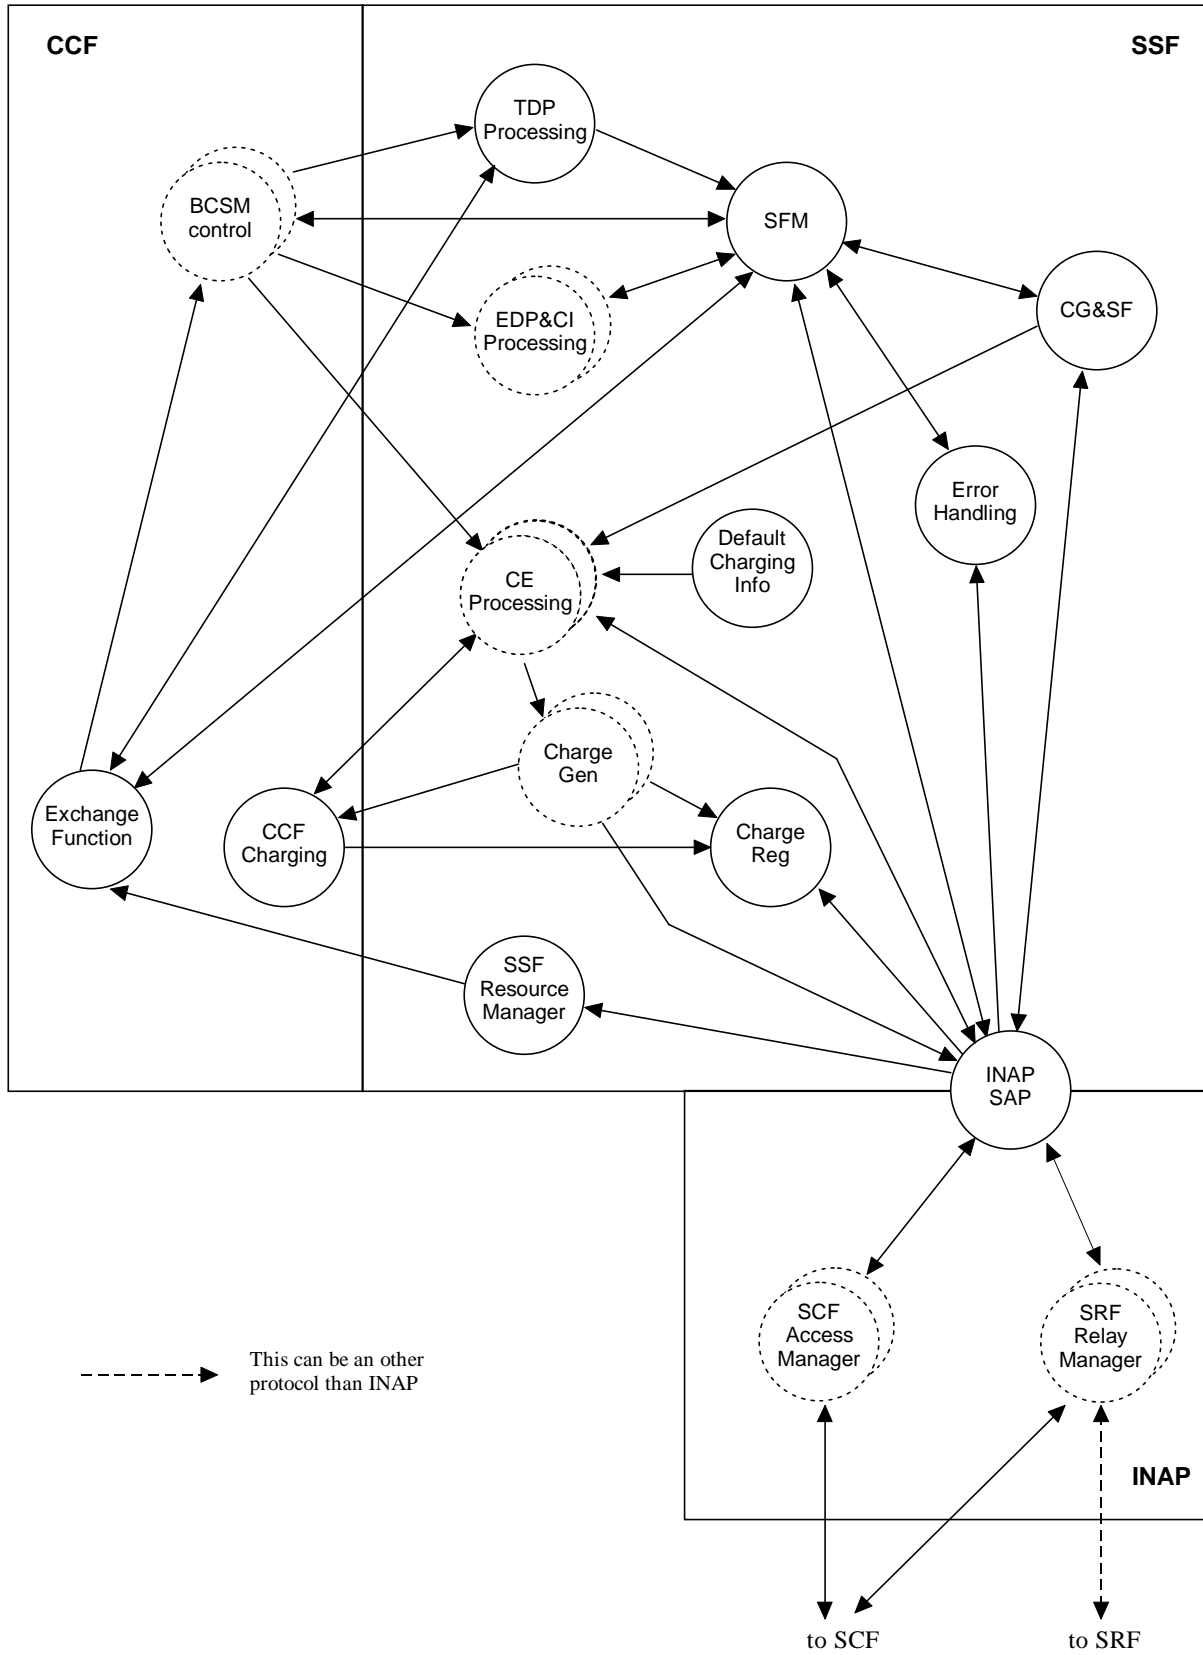 CCF
SSF
TDP
Processing
BCSM
control
SFM
EDP&CI
Processing
CG&SF
Error
Handling
Default
Charging
Info
CE
Processing
Charge
Gen
Exchange
Function
CCF
Charging
Charge
Reg
SSF
Resource
Manager
INAP
SAP
SCF
Access
Manager
SRF
Relay
Manager
This can be an other
protocol than INAP
INAP
to SCF
to SRF